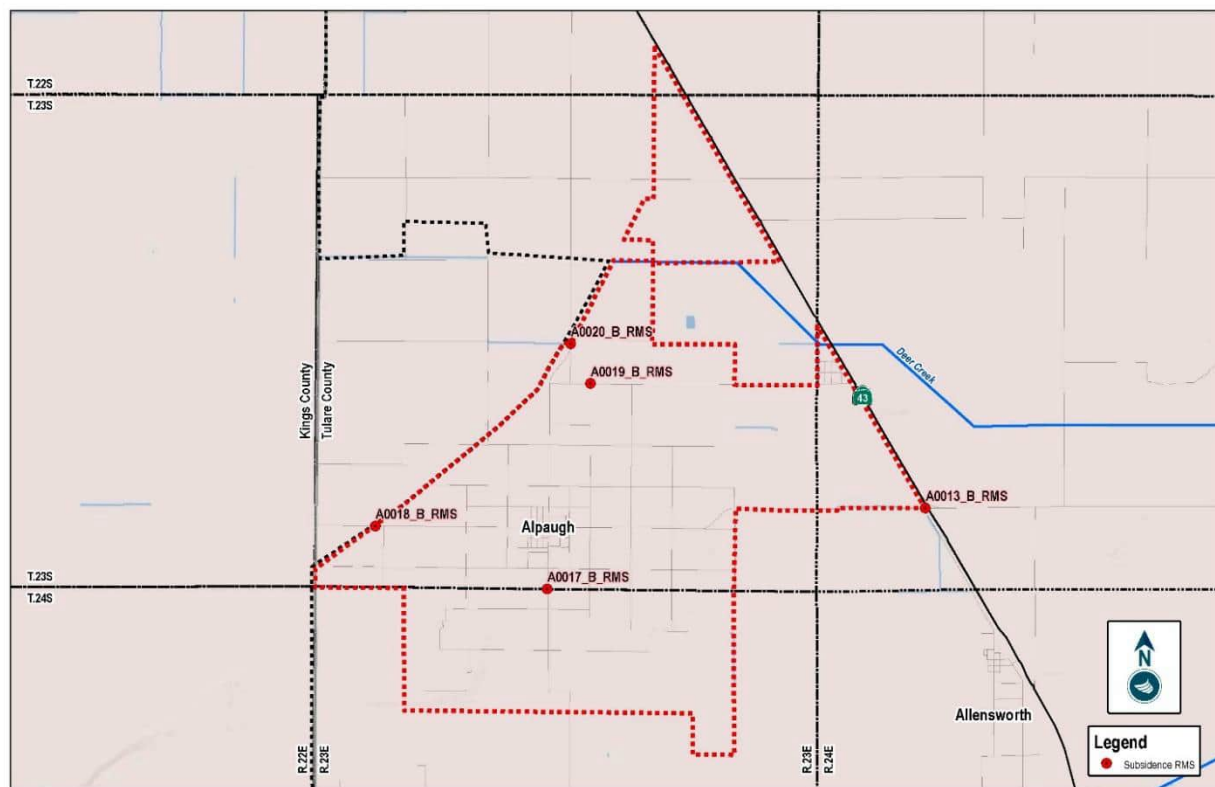 T.22S
T.23S
A0020_B_RMS
A0019_B_RMS
Deer Creek
43
Kings County
Tulare County
A0013_B_RMS
A0018_B_RMS
Alpaugh
A0017_B_RMS
T.23S
T.24S
N
Allensworth
R.22E
R.23E
R.23E
R.24E
Legend
Subsidence RMS